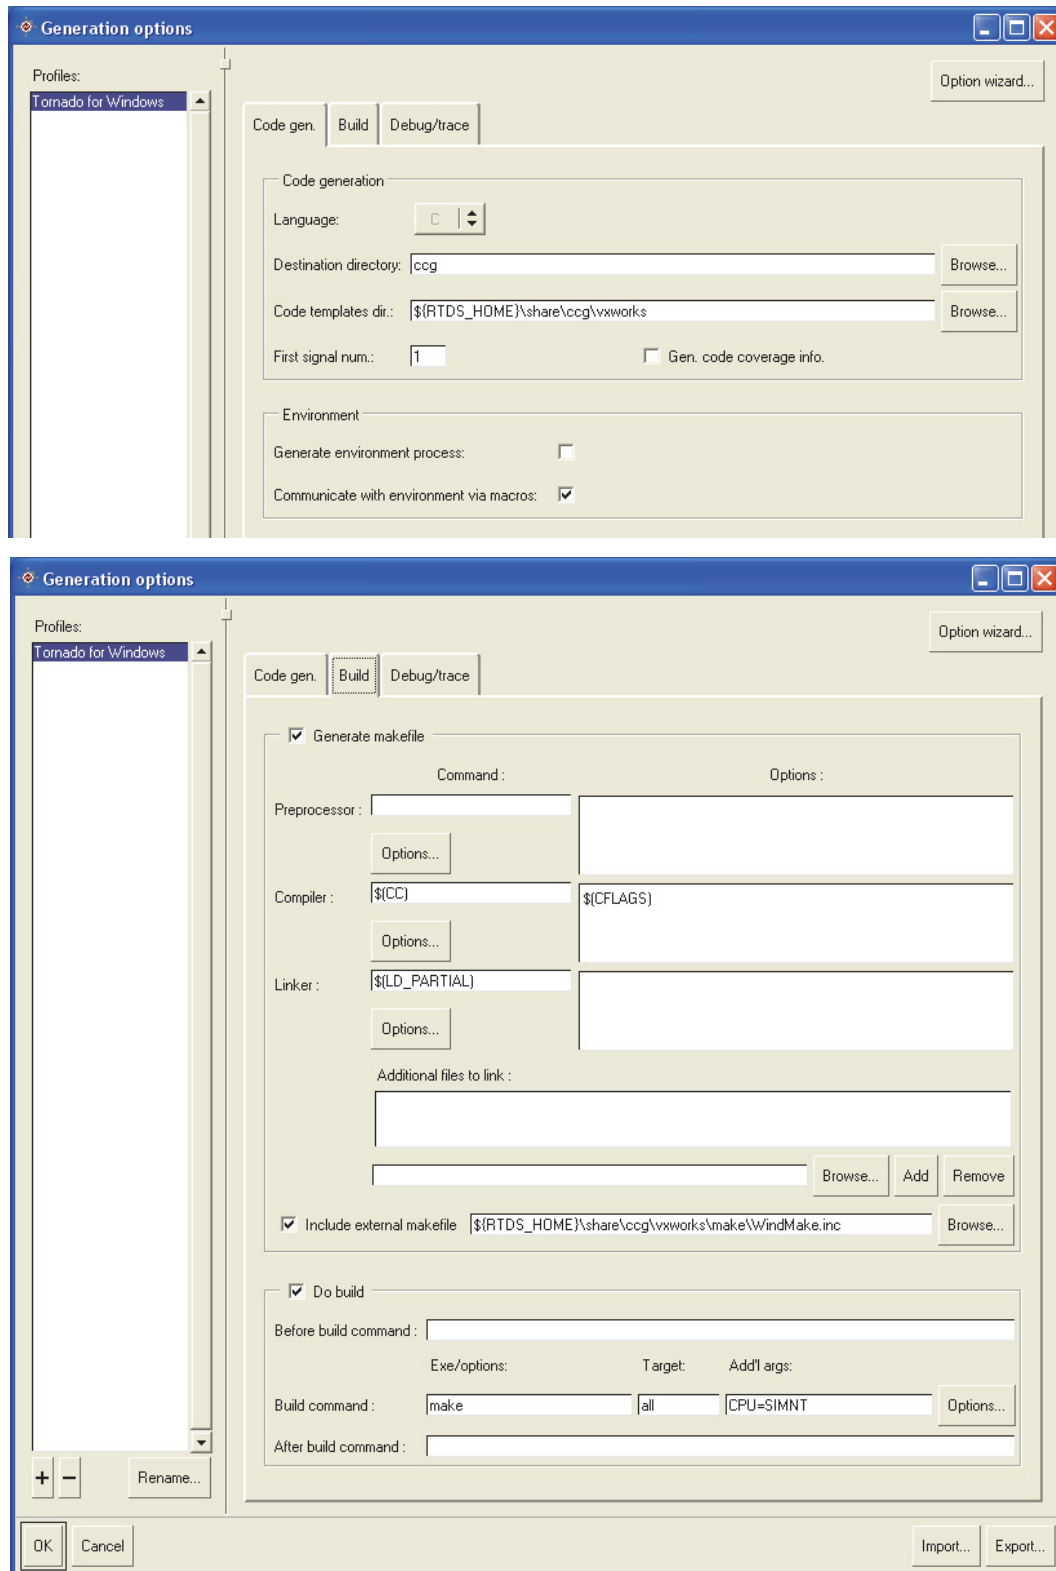 Generation options
Profiles:
Tornado for Windows
Option wizard...
Code gen. Build Debug/trace
Code generation
Language: C
Destination directory: ccg Browse...
Code templates dir.: ${RTDS_HOME}\share\ccg\vxworks Browse...
First signal num.: 1 Gen. code coverage info.
Environment
Generate environment process:
Communicate with environment via macros:
Generation options
Profiles:
Tornado for Windows
Option wizard...
Code gen. Build Debug/trace
Generate makefile
Command : Options :
Preprocessor :
Options...
Compiler : $(CC) $(CFLAGS)
Options...
Linker : $(LD_PARTIAL)
Options...
Additional files to link :
Browse... Add Remove
Include external makefile ${RTDS_HOME}\share\ccg\vxworks\make\WindMake.inc Browse...
Do build
Before build command :
Exe/options: Target: Add'l args:
Build command : make all CPU=SIMNT Options...
After build command :
+ − Rename...
OK Cancel Import... Export...